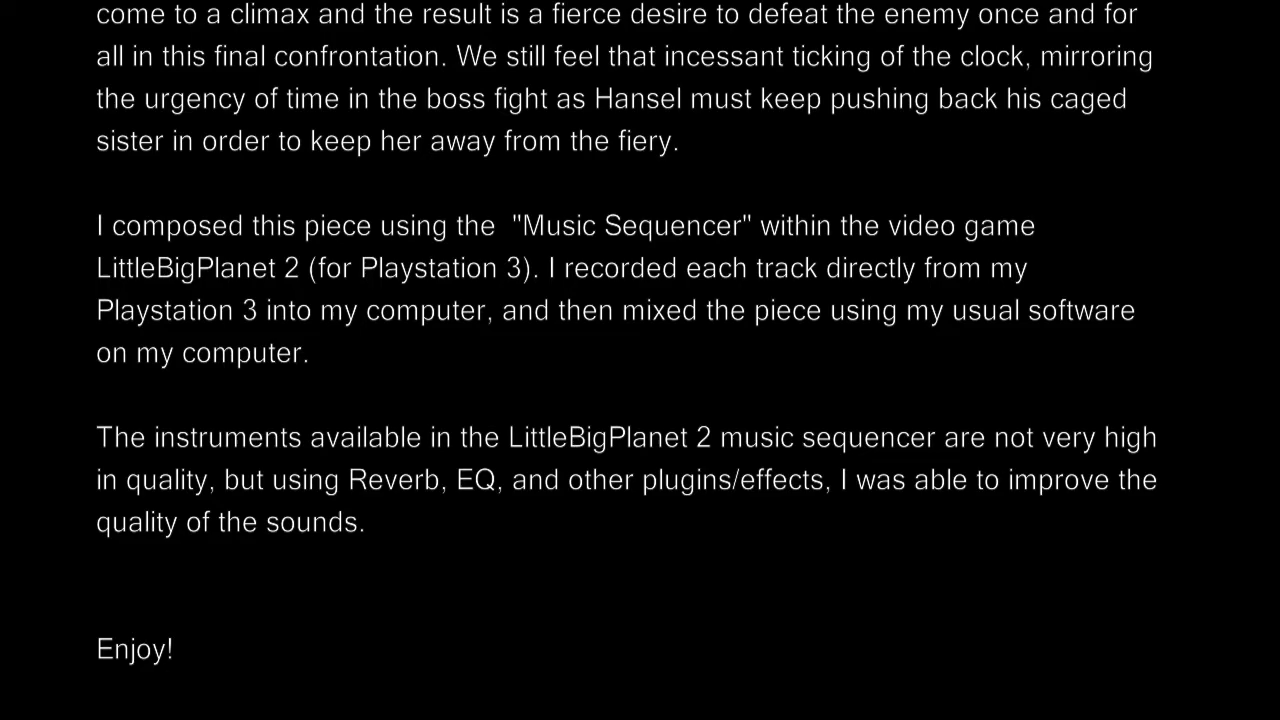 come to a climax and the result is a fierce desire to defeat the enemy once and for
all in this final confrontation. We still feel that incessant ticking of the clock, mirroring
the urgency of time in the boss fight as Hansel must keep pushing back his caged
sister in order to keep her away from the fiery.
I composed this piece using the  "Music Sequencer" within the video game
LittleBigPlanet 2 (for Playstation 3). I recorded each track directly from my
Playstation 3 into my computer, and then mixed the piece using my usual software
on my computer.
The instruments available in the LittleBigPlanet 2 music sequencer are not very high
in quality, but using Reverb, EQ, and other plugins/effects, I was able to improve the
quality of the sounds.
Enjoy!